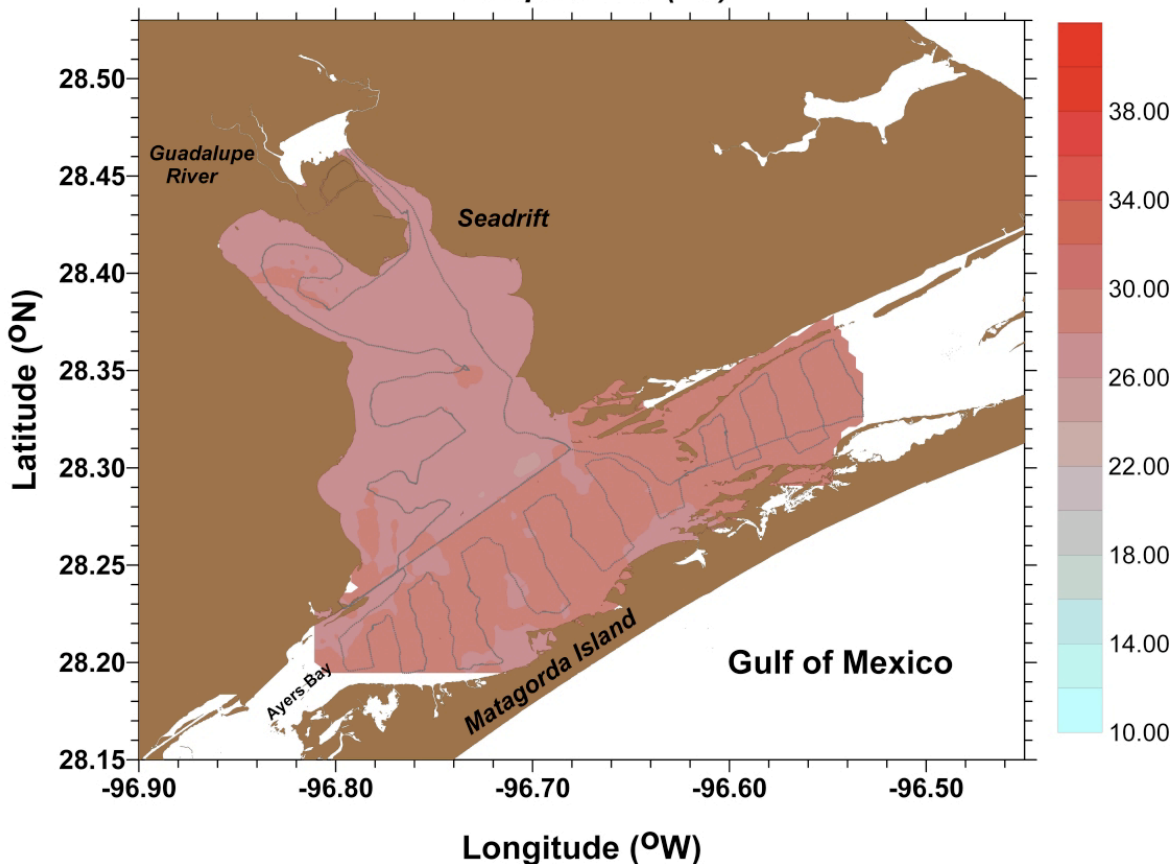 28.50
28.45
28.40
28.35
28.30
28.25
28.20
28.15
Latitude (ºN)
Guadalupe
River
Seadrift
Ayers Bay
Matagorda Island
Gulf of Mexico
-96.90
-96.80
-96.70
-96.60
-96.50
Longitude (ºW)
38.00
34.00
30.00
26.00
22.00
18.00
14.00
10.00